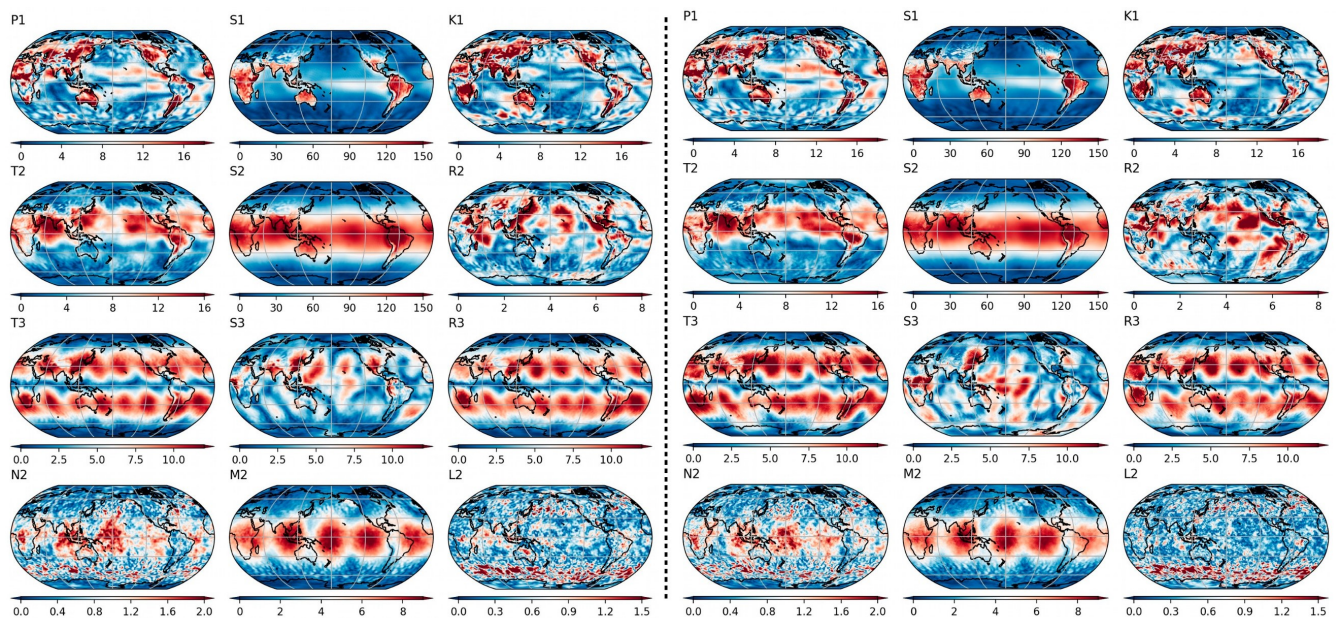 P1 S1 K1 P1 S1 K1
0 4 8 12 16 0 30 60 90 120 150 0 4 8 12 16 0 4 8 12 16 0 30 60 90 120 150 0 4 8 12 16
T2 S2 R2 T2 S2 R2
0 4 8 12 16 0 30 60 90 120 150 0 2 4 6 8 0 4 8 12 16 0 30 60 90 120 150 0 2 4 6 8
T3 S3 R3 T3 S3 R3
0.0 2.5 5.0 7.5 10.0 0.0 2.5 5.0 7.5 10.0 0.0 2.5 5.0 7.5 10.0 0.0 2.5 5.0 7.5 10.0 0.0 2.5 5.0 7.5 10.0 0.0 2.5 5.0 7.5 10.0
N2 M2 L2 N2 M2 L2
0.0 0.4 0.8 1.2 1.6 2.0 0 2 4 6 8 0.0 0.3 0.6 0.9 1.2 1.5 0.0 0.4 0.8 1.2 1.6 2.0 0 2 4 6 8 0.0 0.3 0.6 0.9 1.2 1.5